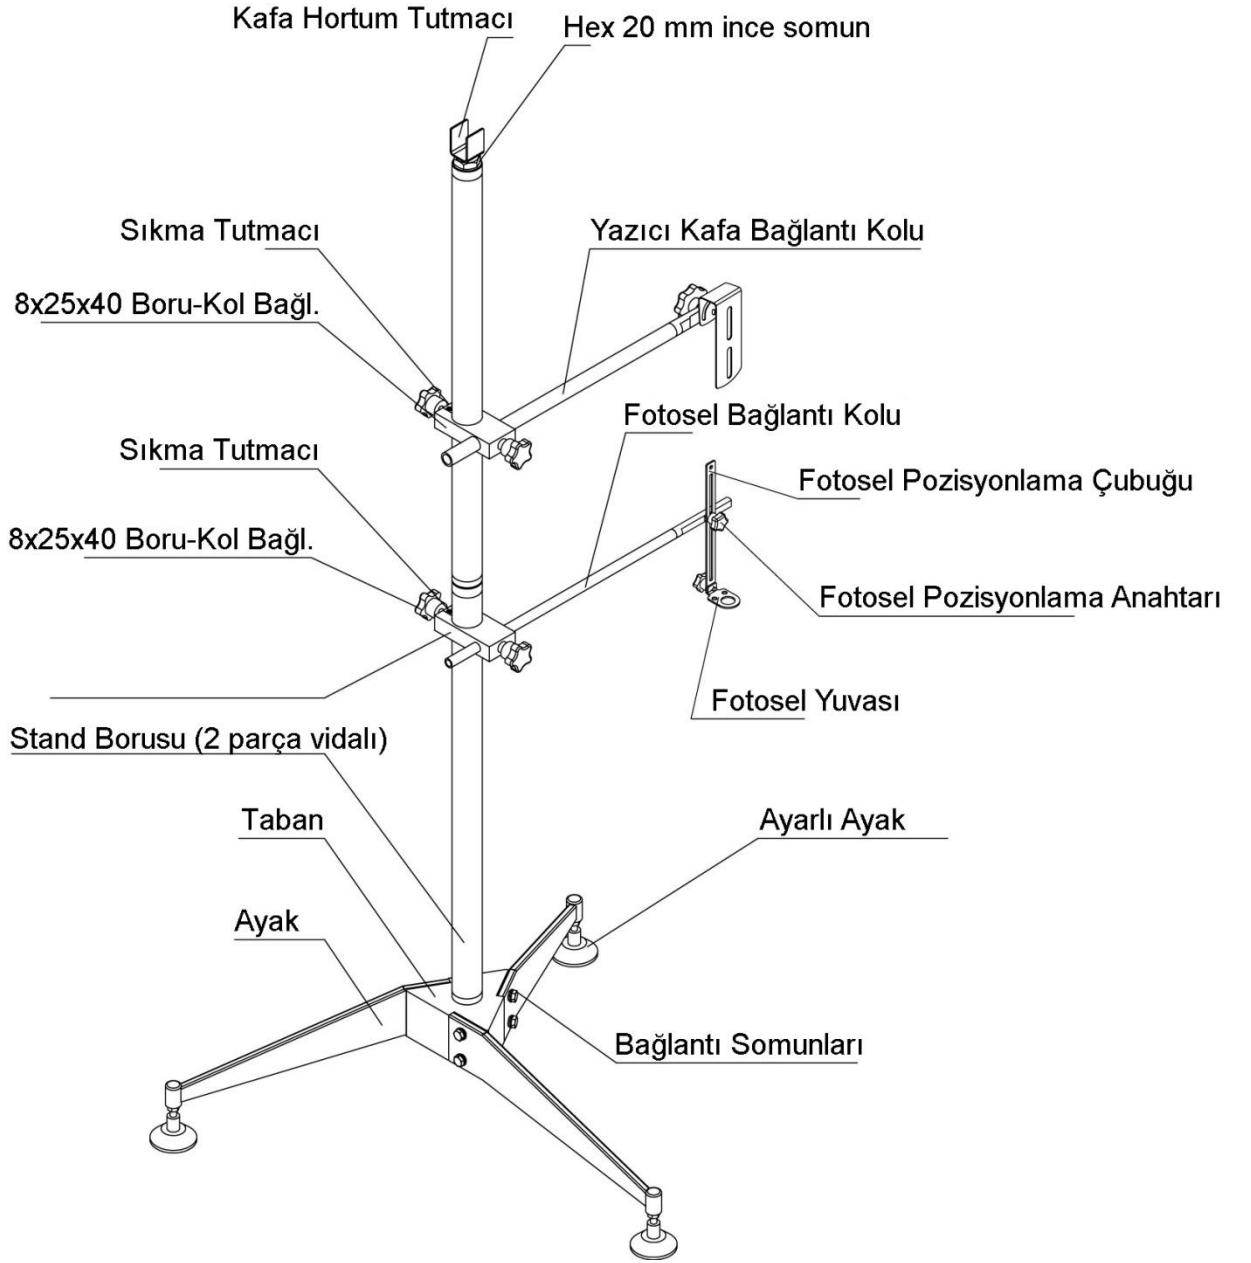 Kafa Hortum Tutmacı
Hex 20 mm ince somun
Sıkma Tutmacı
Yazıcı Kafa Bağlantı Kolu
8x25x40 Boru-Kol Bağl.
Fotosel Bağlantı Kolu
Sıkma Tutmacı
Fotosel Pozisyonlama Çubuğu
8x25x40 Boru-Kol Bağl.
Fotosel Pozisyonlama Anahtarı
Fotosel Yuvası
Stand Borusu (2 parça vidalı)
Taban
Ayarlı Ayak
Ayak
Bağlantı Somunları